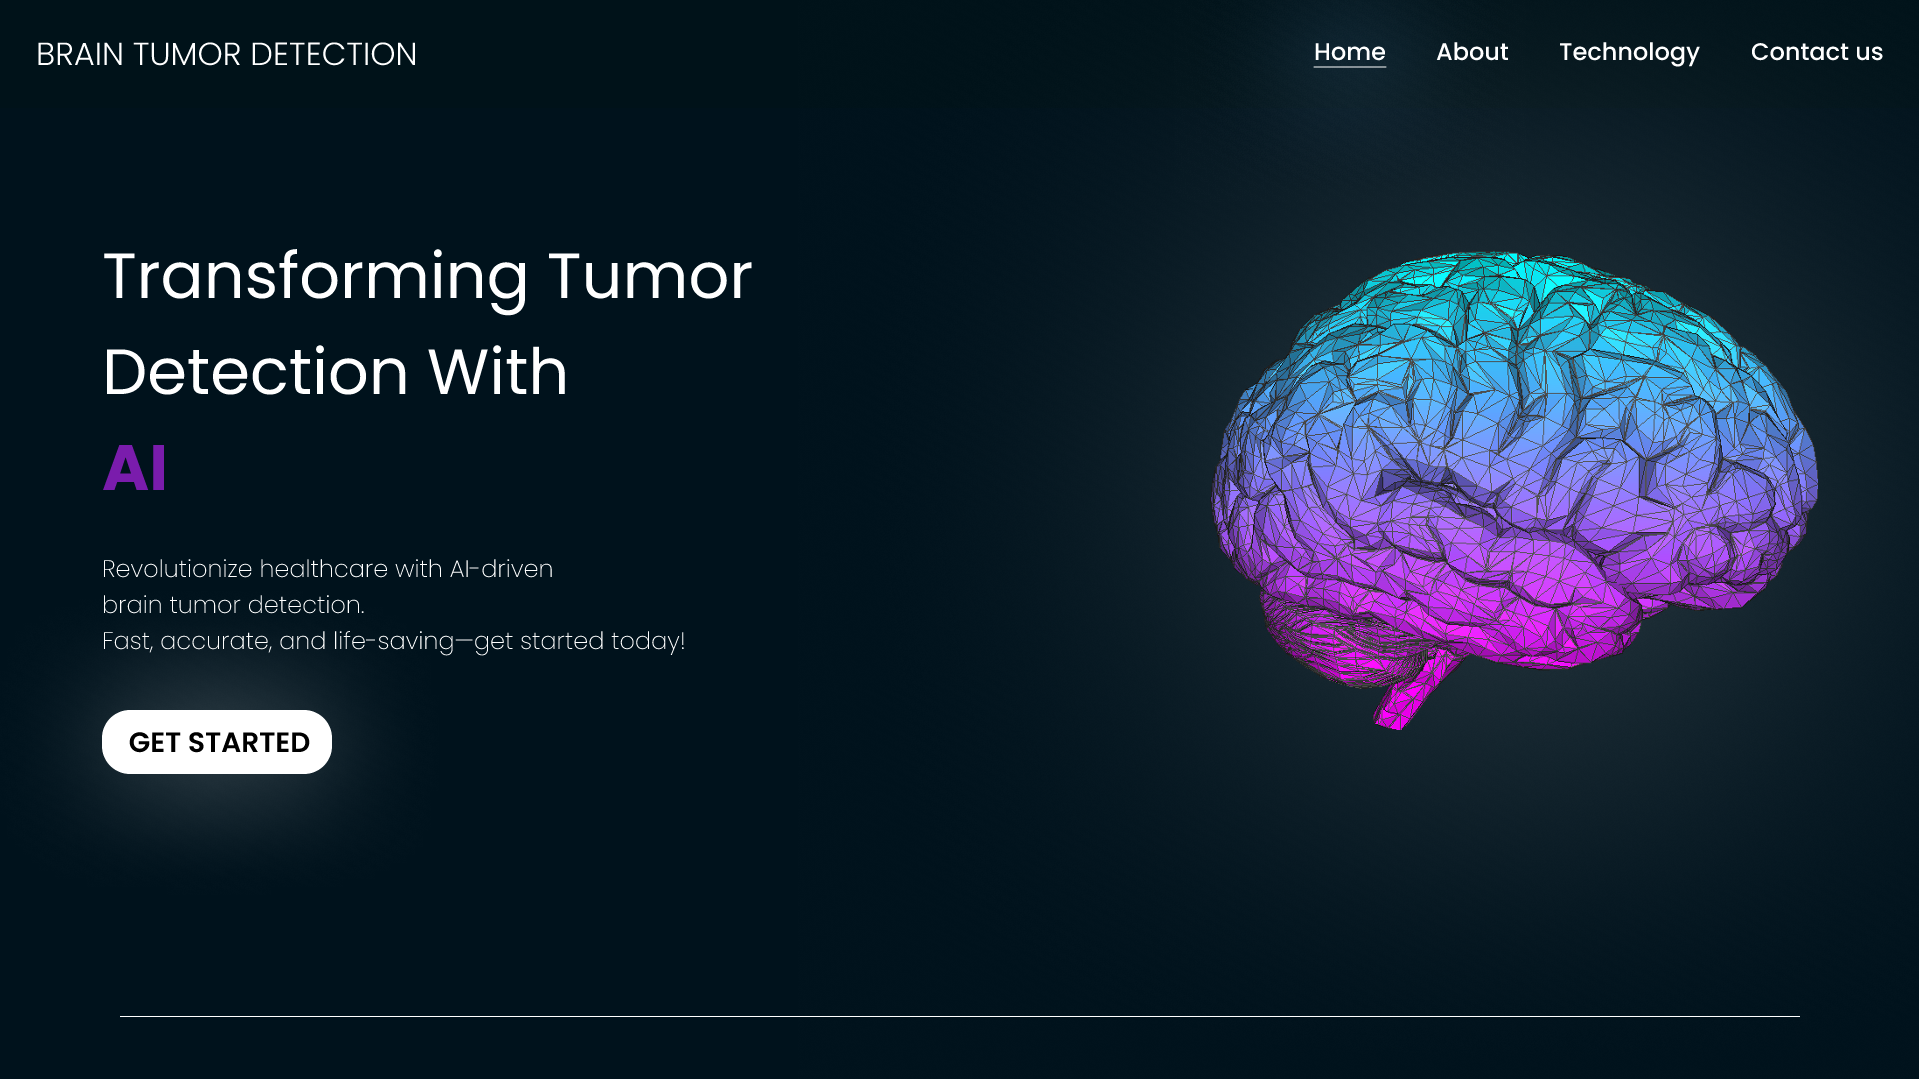 BRAIN TUMOR DETECTION
Home About Technology Contact us
Transforming Tumor
Detection With
AI
Revolutionize healthcare with AI-driven
brain tumor detection.
Fast, accurate, and life-saving—get started today!
GET STARTED